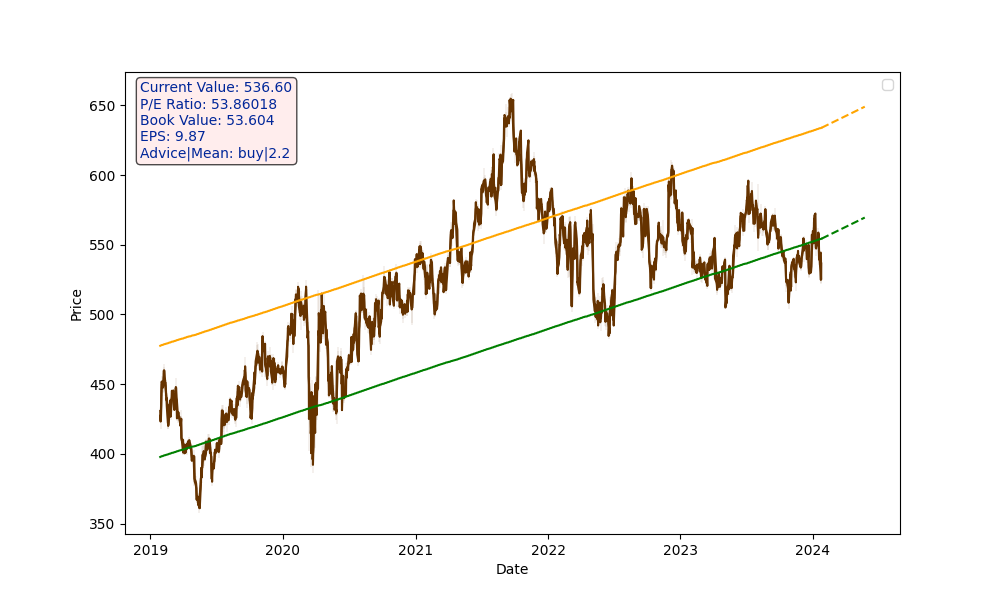 Current Value: 536.60
P/E Ratio: 53.86018
Book Value: 53.604
EPS: 9.87
Advice|Mean: buy|2.2
650
600
550
500
450
400
350
Price
2019 2020 2021 2022 2023 2024
Date